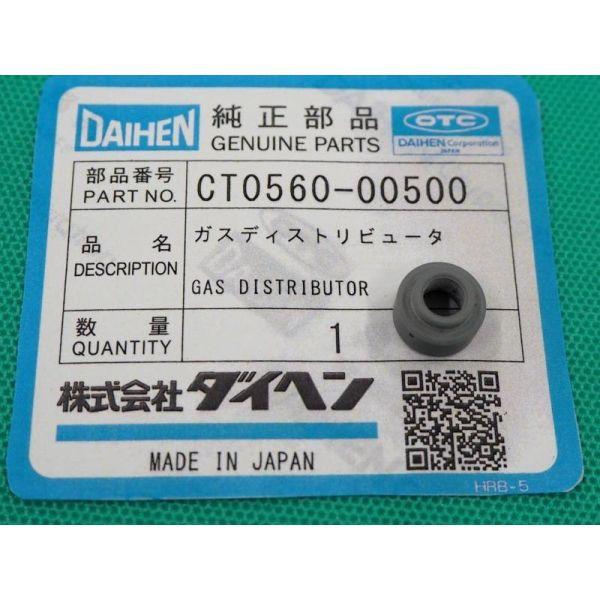 DAIHEN
純正部品
GENUINE PARTS
OTC
DAIHEN Corporation
JAPAN
部品番号
PART NO.
CT0560-00500
品 名
DESCRIPTION
ガスディストリビュータ
GAS DISTRIBUTOR
数 量
QUANTITY
1
株式会社ダイヘン
MADE IN JAPAN
HRB-5